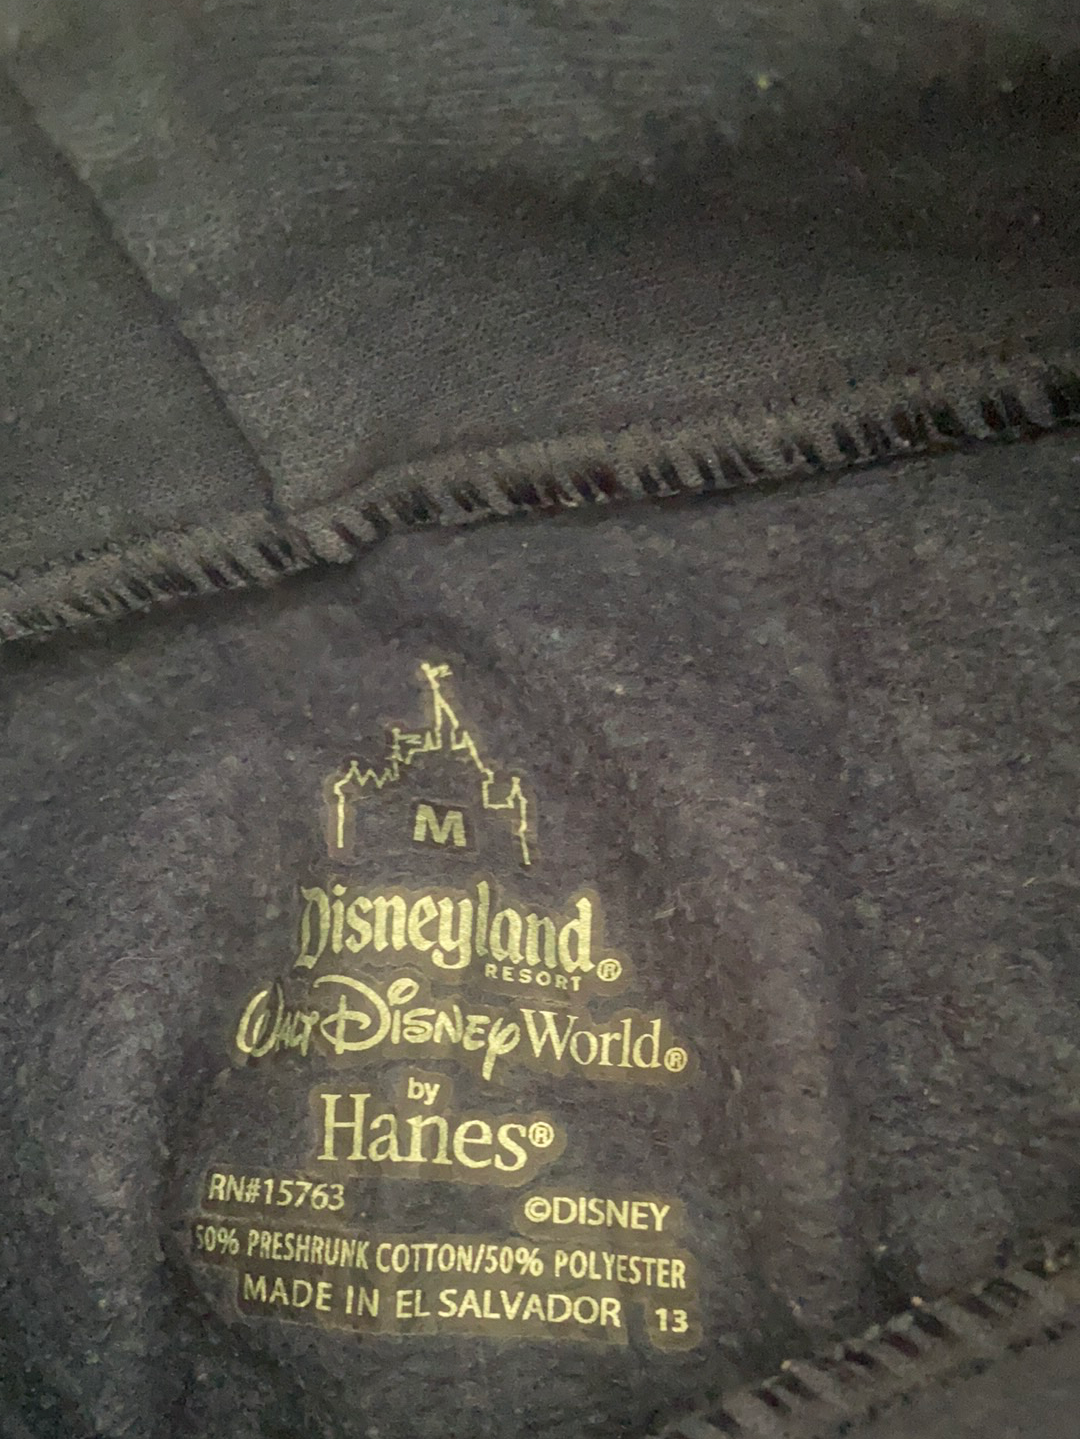 M
Disneyland®
RESORT
Walt Disney World®
by
Hanes®
RN#15763 ©DISNEY
50% PRESHRUNK COTTON/50% POLYESTER
MADE IN EL SALVADOR 13